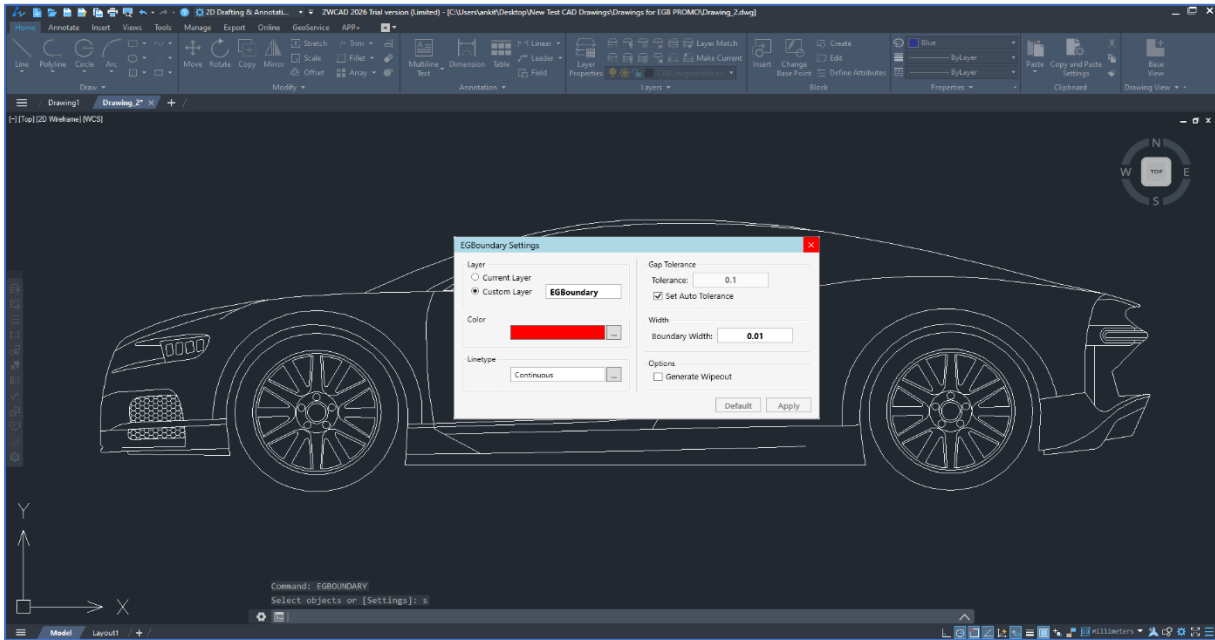 2D Drafting & Annotati... ZWCAD 2026 Trial version (Limited) - [C:\Users\ankit\Desktop\New Test CAD Drawings\Drawings for EGB PROMO\Drawing_2.dwg]
Home Annotate Insert Views Tools Manage Export Online GeoService APP+
Stretch Trim Linear Layer Match Create Blue
Line Polyline Circle Arc Move Rotate Copy Mirror Scale Fillet Multiline Text Dimension Table Leader Layer Properties Make Current Insert Change Base Point Edit ByLayer Paste Copy and Paste Settings Base View
Offset Array Field Define Attributes ByLayer
Draw Modify Annotation Layers Block Properties Clipboard Drawing View
Drawing1 Drawing_2* × +
[-] [Top] [2D Wireframe] [WCS]
N
W TOP E
S
EGBoundary Settings
Layer
Current Layer
Custom Layer EGBoundary
Color
...
Linetype
Continuous ...
Gap Tolerance
Tolerance: 0.1
Set Auto Tolerance
Width
Boundary Width: 0.01
Options
Generate Wipeout
Default Apply
Y
X
Command: EGBOUNDARY
Select objects or [Settings]: s
Model Layout1 + Millimeters